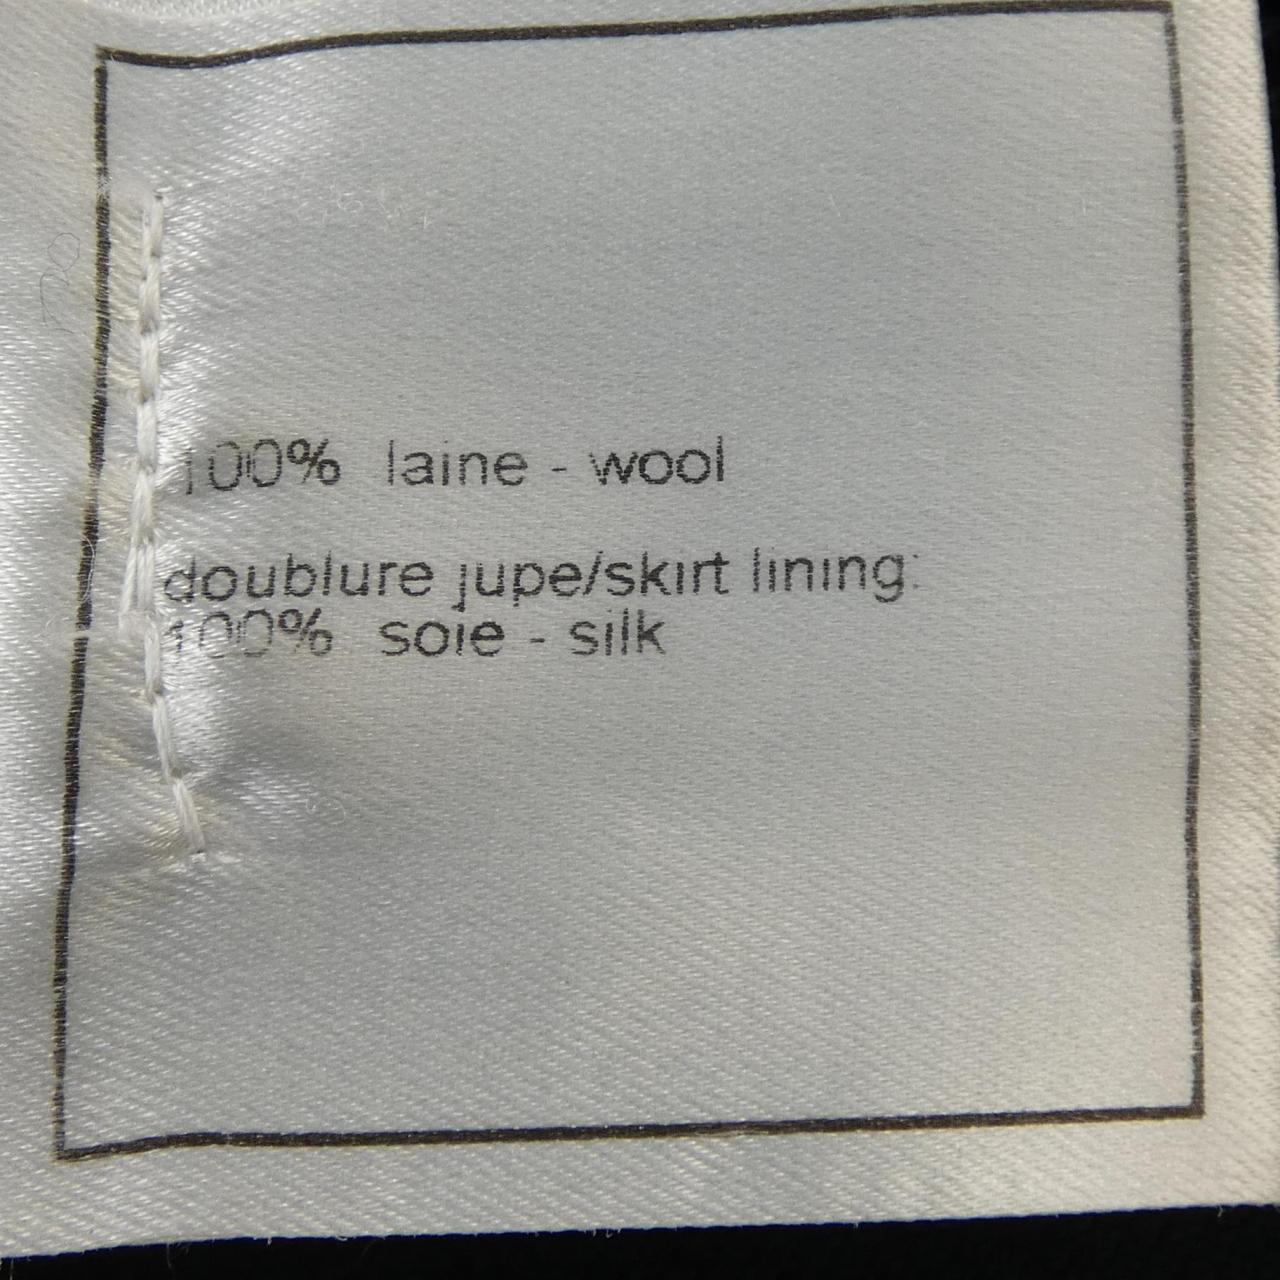 100% laine - wool
doublure jupe/skirt lining:
100% soie - silk